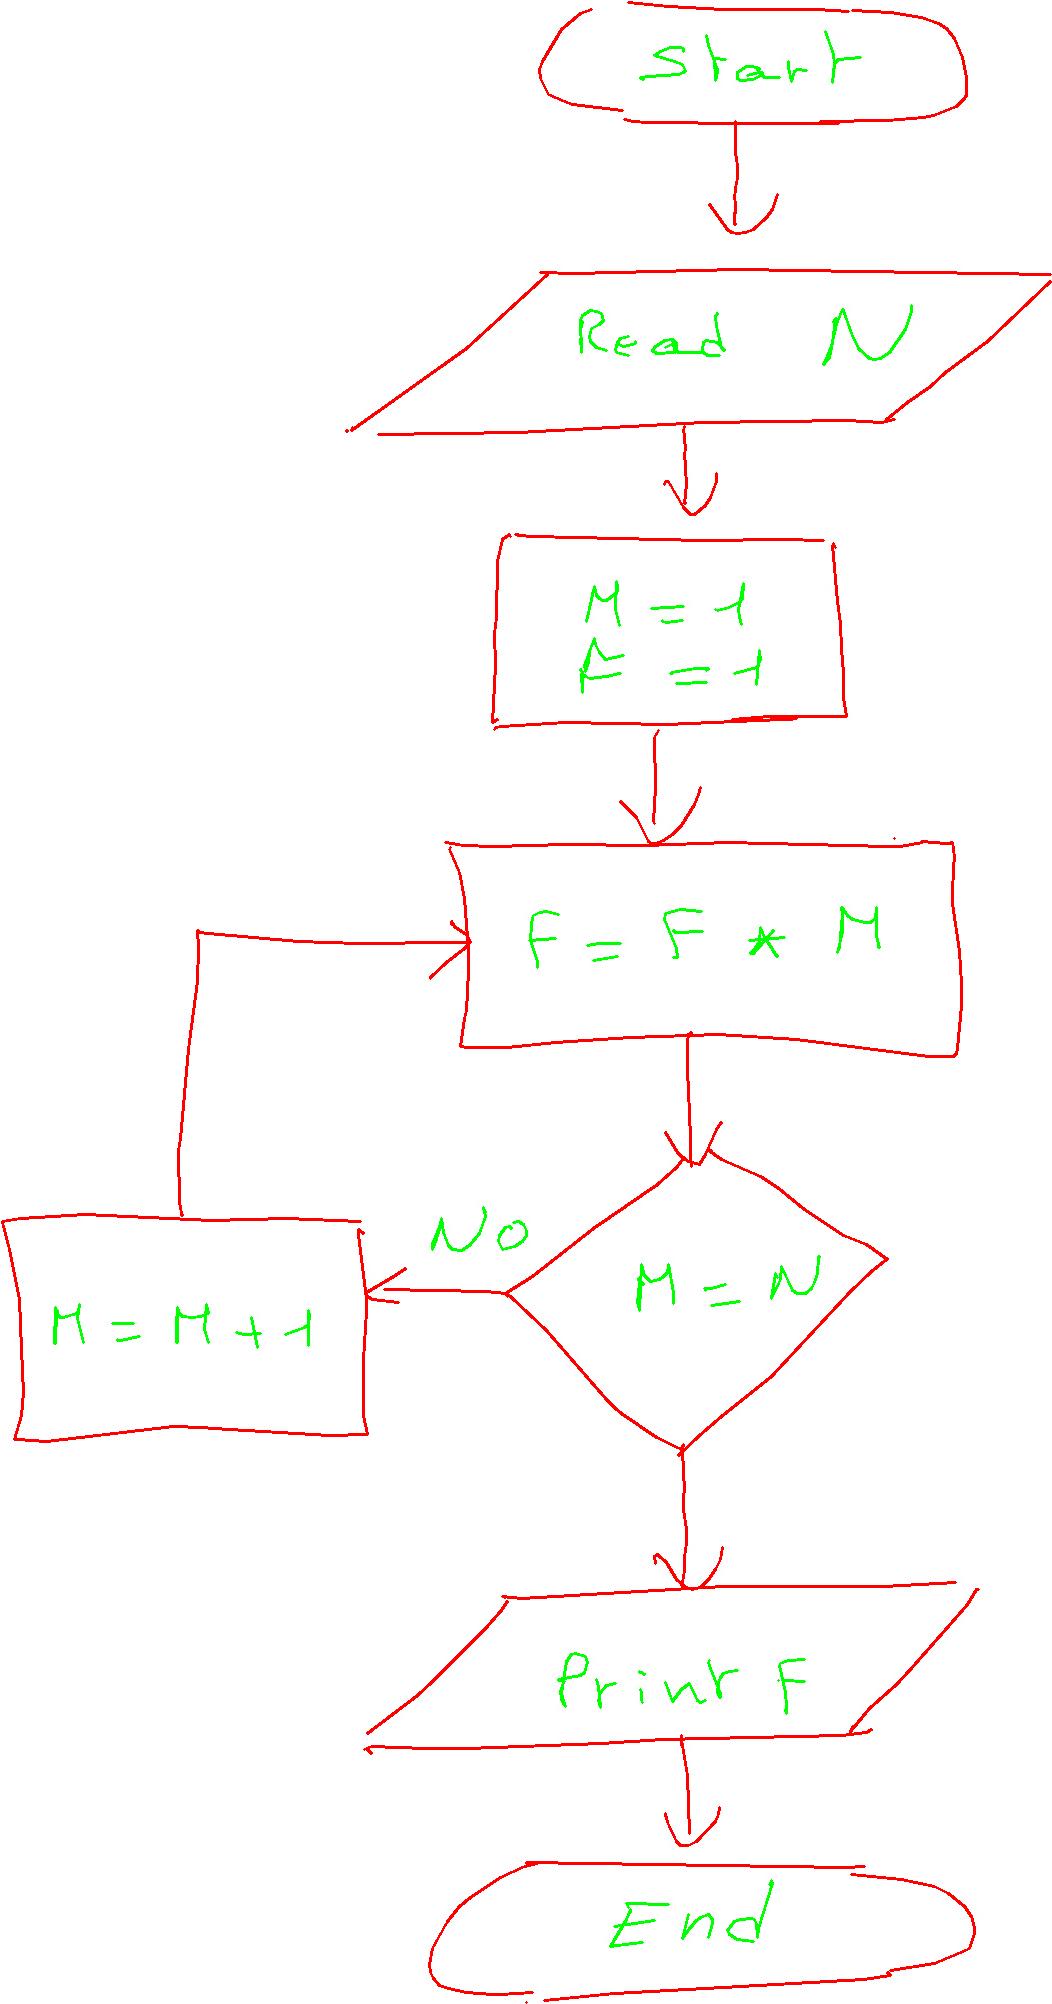 Start
Read N
M = 1
F = 1
F = F * M
No
M = N
M = M + 1
Print F
End